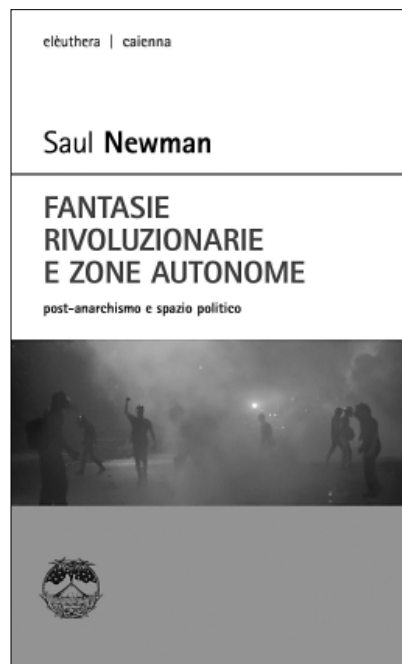 elèuthera | caienna
Saul Newman
FANTASIE
RIVOLUZIONARIE
E ZONE AUTONOME
post-anarchismo e spazio politico